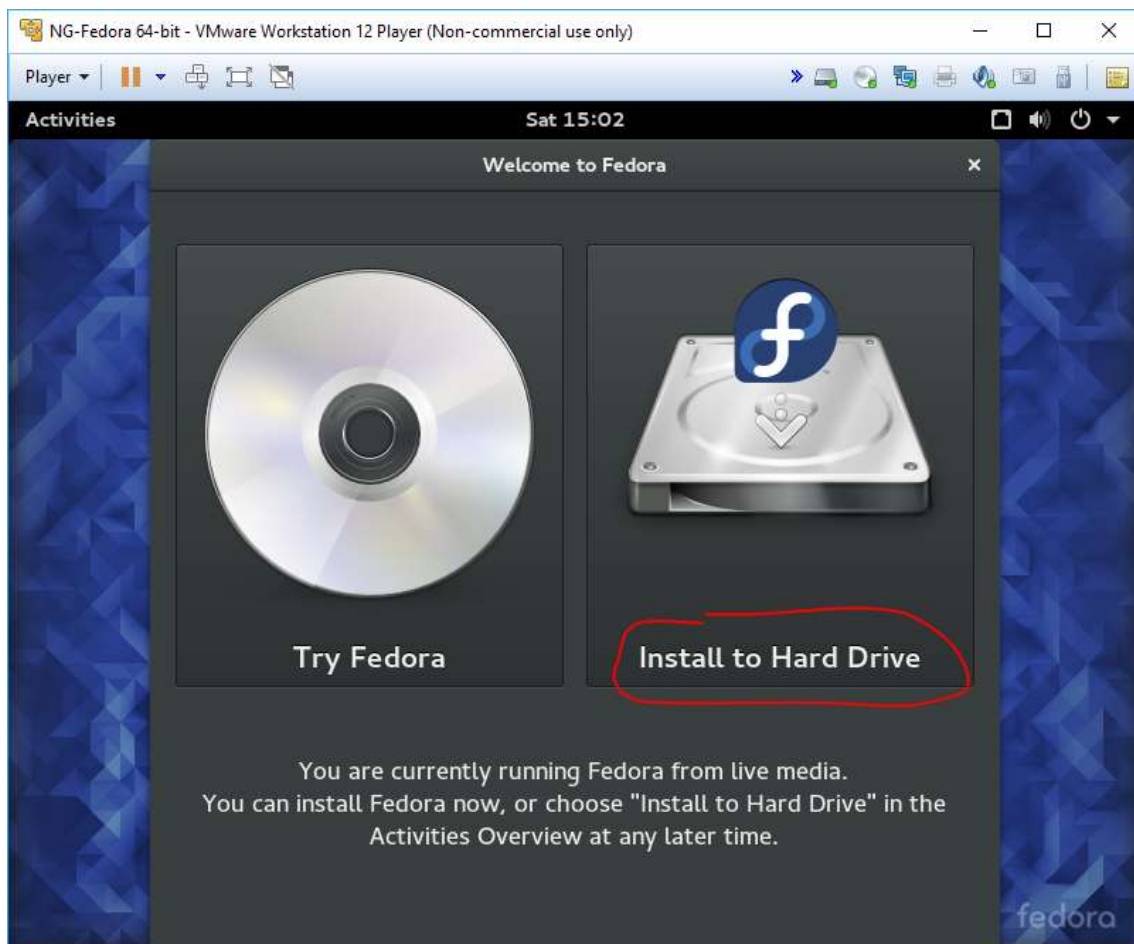 NG-Fedora 64-bit - VMware Workstation 12 Player (Non-commercial use only)
Player
Activities
Sat 15:02
Welcome to Fedora
Try Fedora
Install to Hard Drive
You are currently running Fedora from live media.
You can install Fedora now, or choose "Install to Hard Drive" in the
Activities Overview at any later time.
fedora